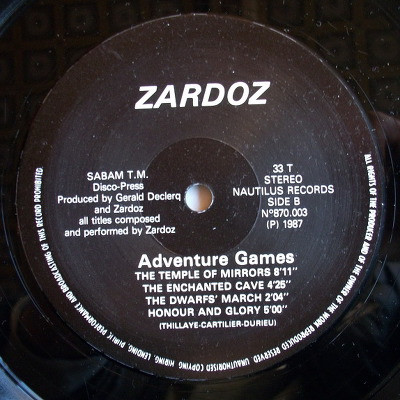 ZARDOZ
SABAM T.M.
Disco-Press
Produced by Gerald Declerq
and Zardoz
all titles composed
and performed by Zardoz
33 T
STEREO
NAUTILUS RECORDS
SIDE B
Nº870.003
(P) 1987
Adventure Games
THE TEMPLE OF MIRRORS 8'11"
THE ENCHANTED CAVE 4'25"
THE DWARFS' MARCH 2'04"
HONOUR AND GLORY 5'00"
(THILLAYE-CARTILIER-DURIEU)
ALL RIGHTS OF THE PRODUCER AND OF THE OWNER OF THE WORK REPRODUCED RESERVED UNAUTHORISED COPYING HIRING, LENDING, PUBLIC PERFORMANCE AND BROADCASTING OF THIS RECORD PROHIBITED